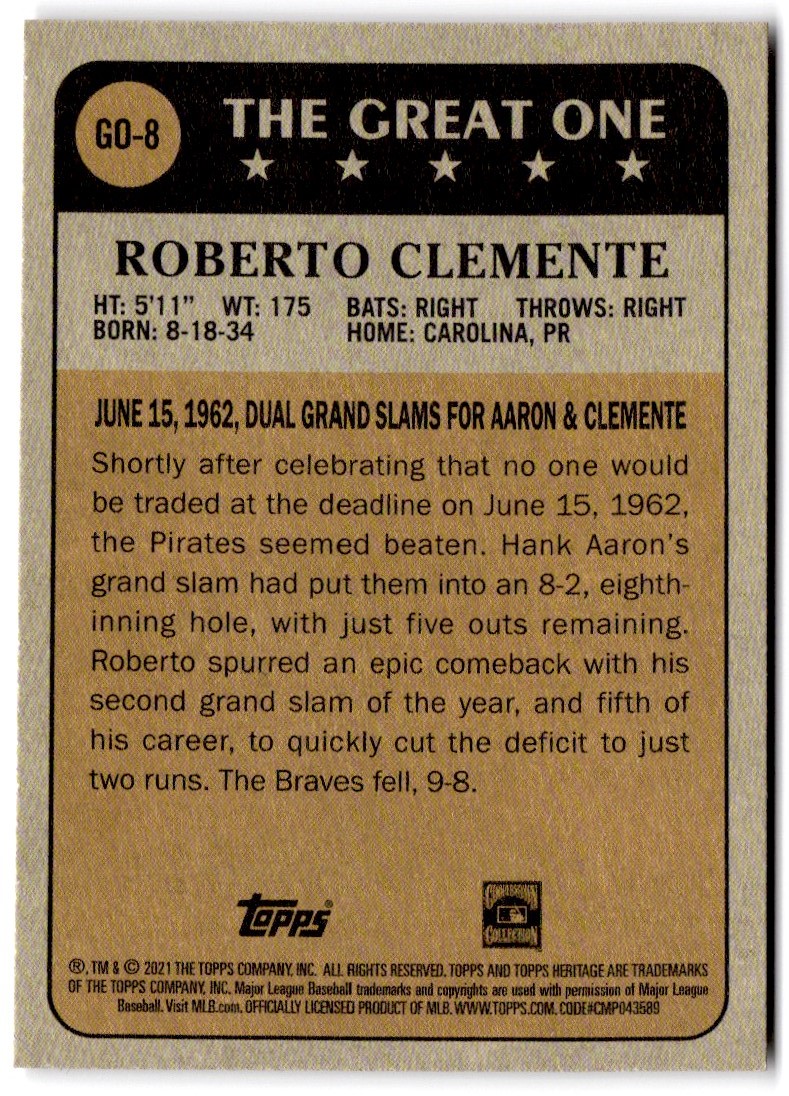 GO-8
THE GREAT ONE
ROBERTO CLEMENTE
HT: 5'11" WT: 175 BATS: RIGHT THROWS: RIGHT
BORN: 8-18-34 HOME: CAROLINA, PR
JUNE 15, 1962, DUAL GRAND SLAMS FOR AARON & CLEMENTE
Shortly after celebrating that no one would
be traded at the deadline on June 15, 1962,
the Pirates seemed beaten. Hank Aaron's
grand slam had put them into an 8-2, eighth-
inning hole, with just five outs remaining.
Roberto spurred an epic comeback with his
second grand slam of the year, and fifth of
his career, to quickly cut the deficit to just
two runs. The Braves fell, 9-8.
topps®
COOPERSTOWN
COLLECTION
®, TM & © 2021 THE TOPPS COMPANY, INC. ALL RIGHTS RESERVED. TOPPS AND TOPPS HERITAGE ARE TRADEMARKS
OF THE TOPPS COMPANY, INC. Major League Baseball trademarks and copyrights are used with permission of Major League
Baseball. Visit MLB.com. OFFICIALLY LICENSED PRODUCT OF MLB. WWW.TOPPS.COM. CODE#CMP043589